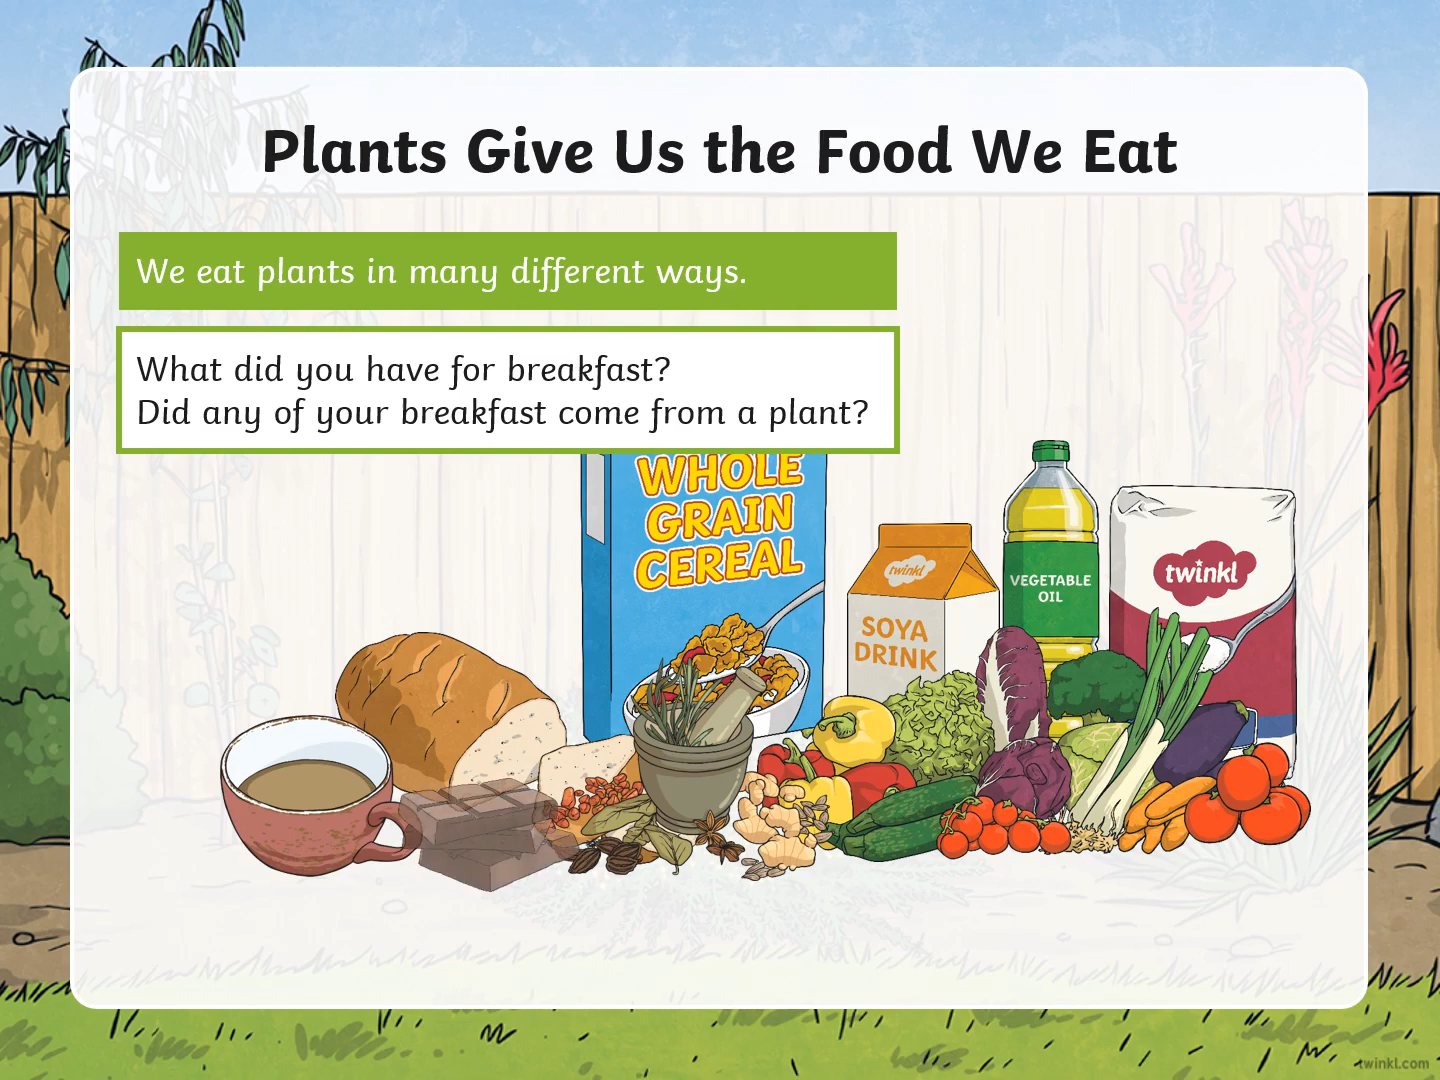 Plants Give Us the Food We Eat
We eat plants in many different ways.
What did you have for breakfast?
Did any of your breakfast come from a plant?
WHOLE
GRAIN
CEREAL
twinkl
SOYA
DRINK
VEGETABLE
OIL
twinkl
twinkl.com